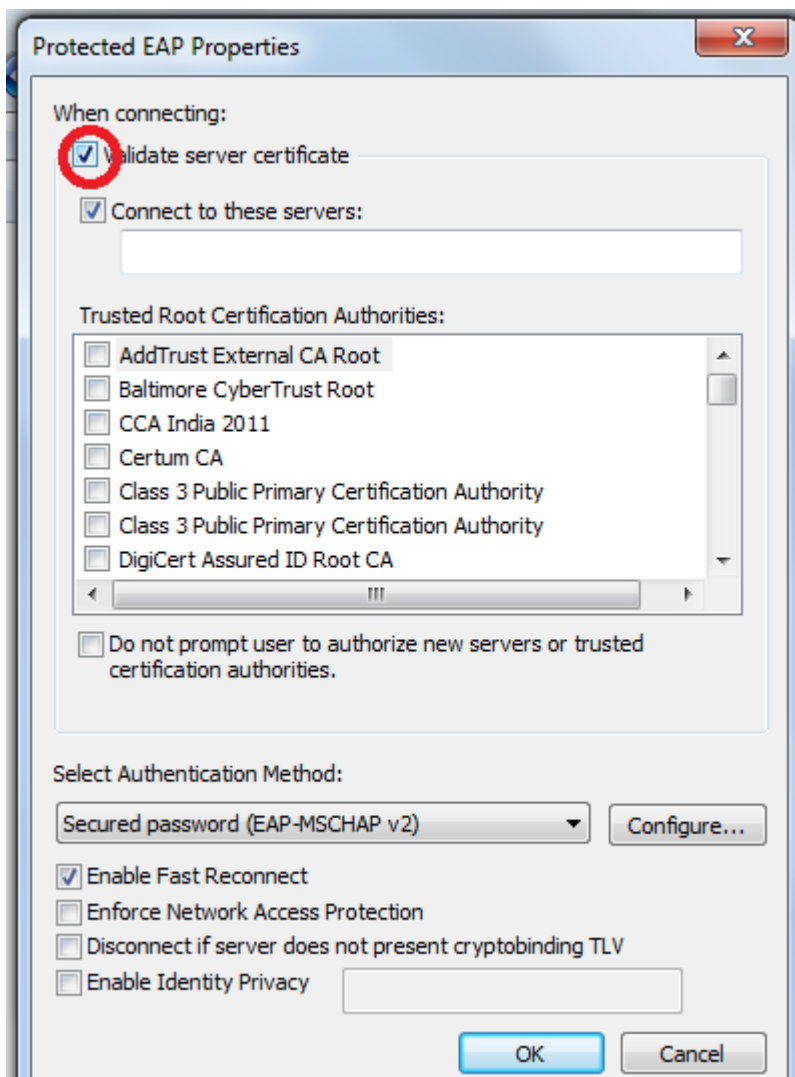 Protected EAP Properties
When connecting:
Validate server certificate
Connect to these servers:
Trusted Root Certification Authorities:
AddTrust External CA Root
Baltimore CyberTrust Root
CCA India 2011
Certum CA
Class 3 Public Primary Certification Authority
Class 3 Public Primary Certification Authority
DigiCert Assured ID Root CA
Do not prompt user to authorize new servers or trusted
certification authorities.
Select Authentication Method:
Secured password (EAP-MSCHAP v2) Configure...
Enable Fast Reconnect
Enforce Network Access Protection
Disconnect if server does not present cryptobinding TLV
Enable Identity Privacy
OK Cancel